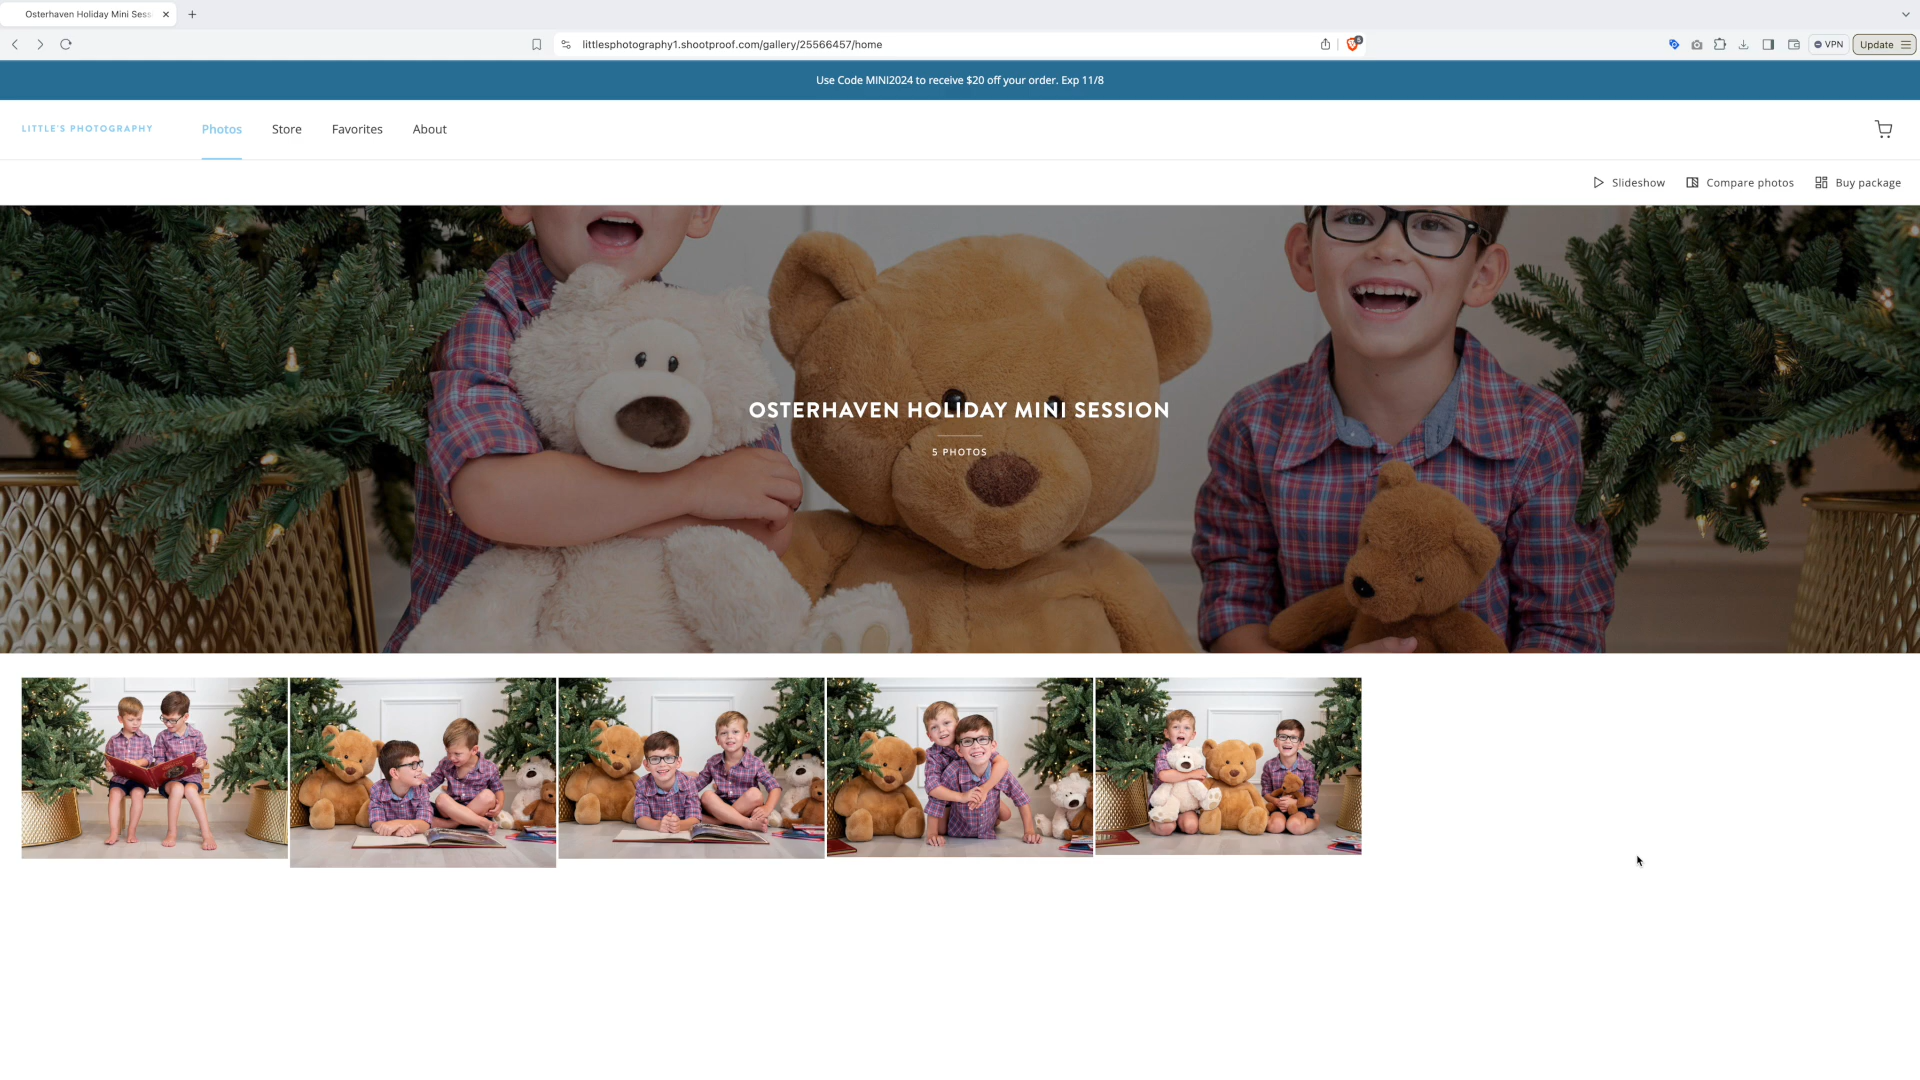 Osterhaven Holiday Mini Sess
littlesphotography1.shootproof.com/gallery/25566457/home
5
VPN
Update
Use Code MINI2024 to receive $20 off your order. Exp 11/8
LITTLE'S PHOTOGRAPHY
Photos
Store
Favorites
About
Slideshow
Compare photos
Buy package
OSTERHAVEN HOLIDAY MINI SESSION
5 PHOTOS